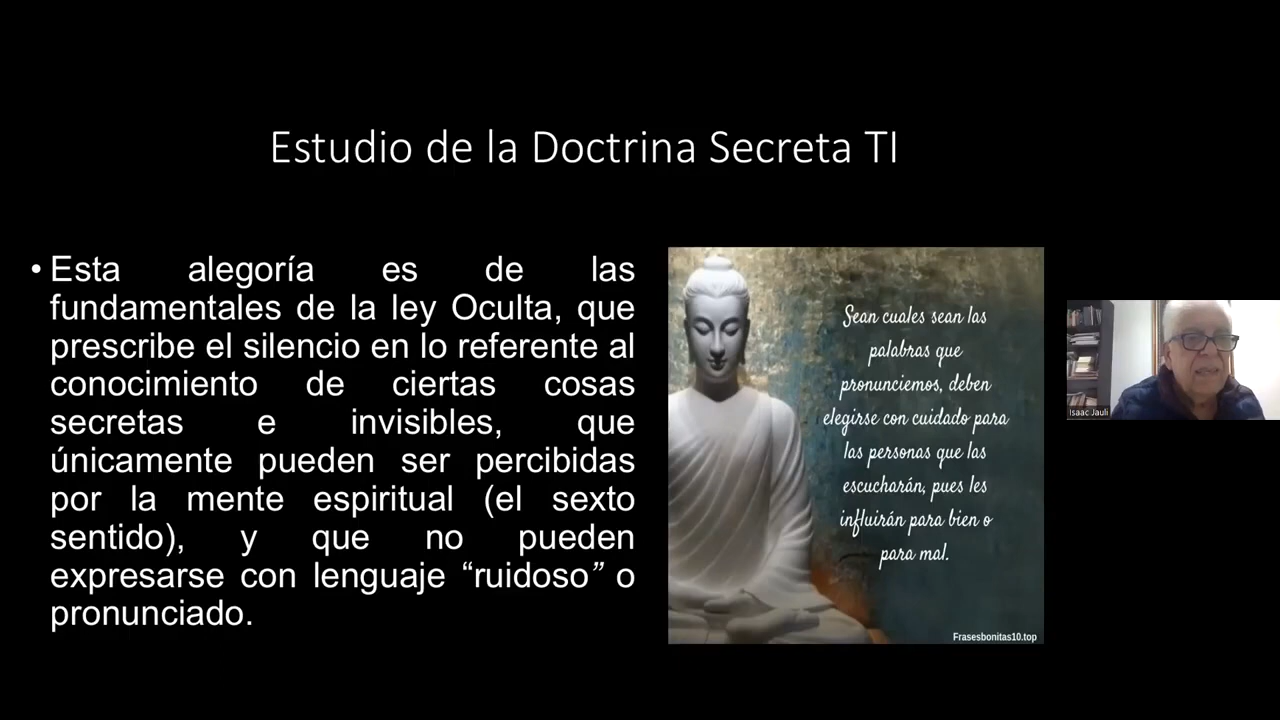 Estudio de la Doctrina Secreta TI
• Esta alegoría es de las
fundamentales de la ley Oculta, que
prescribe el silencio en lo referente al
conocimiento de ciertas cosas
secretas e invisibles, que
únicamente pueden ser percibidas
por la mente espiritual (el sexto
sentido), y que no pueden
expresarse con lenguaje “ruidoso” o
pronunciado.
Sean cuales sean las
palabras que
pronunciemos, deben
elegirse con cuidado para
las personas que las
escucharán, pues les
influirán para bien o
para mal.
Frasesbonitas10.top
Isaac Jauli